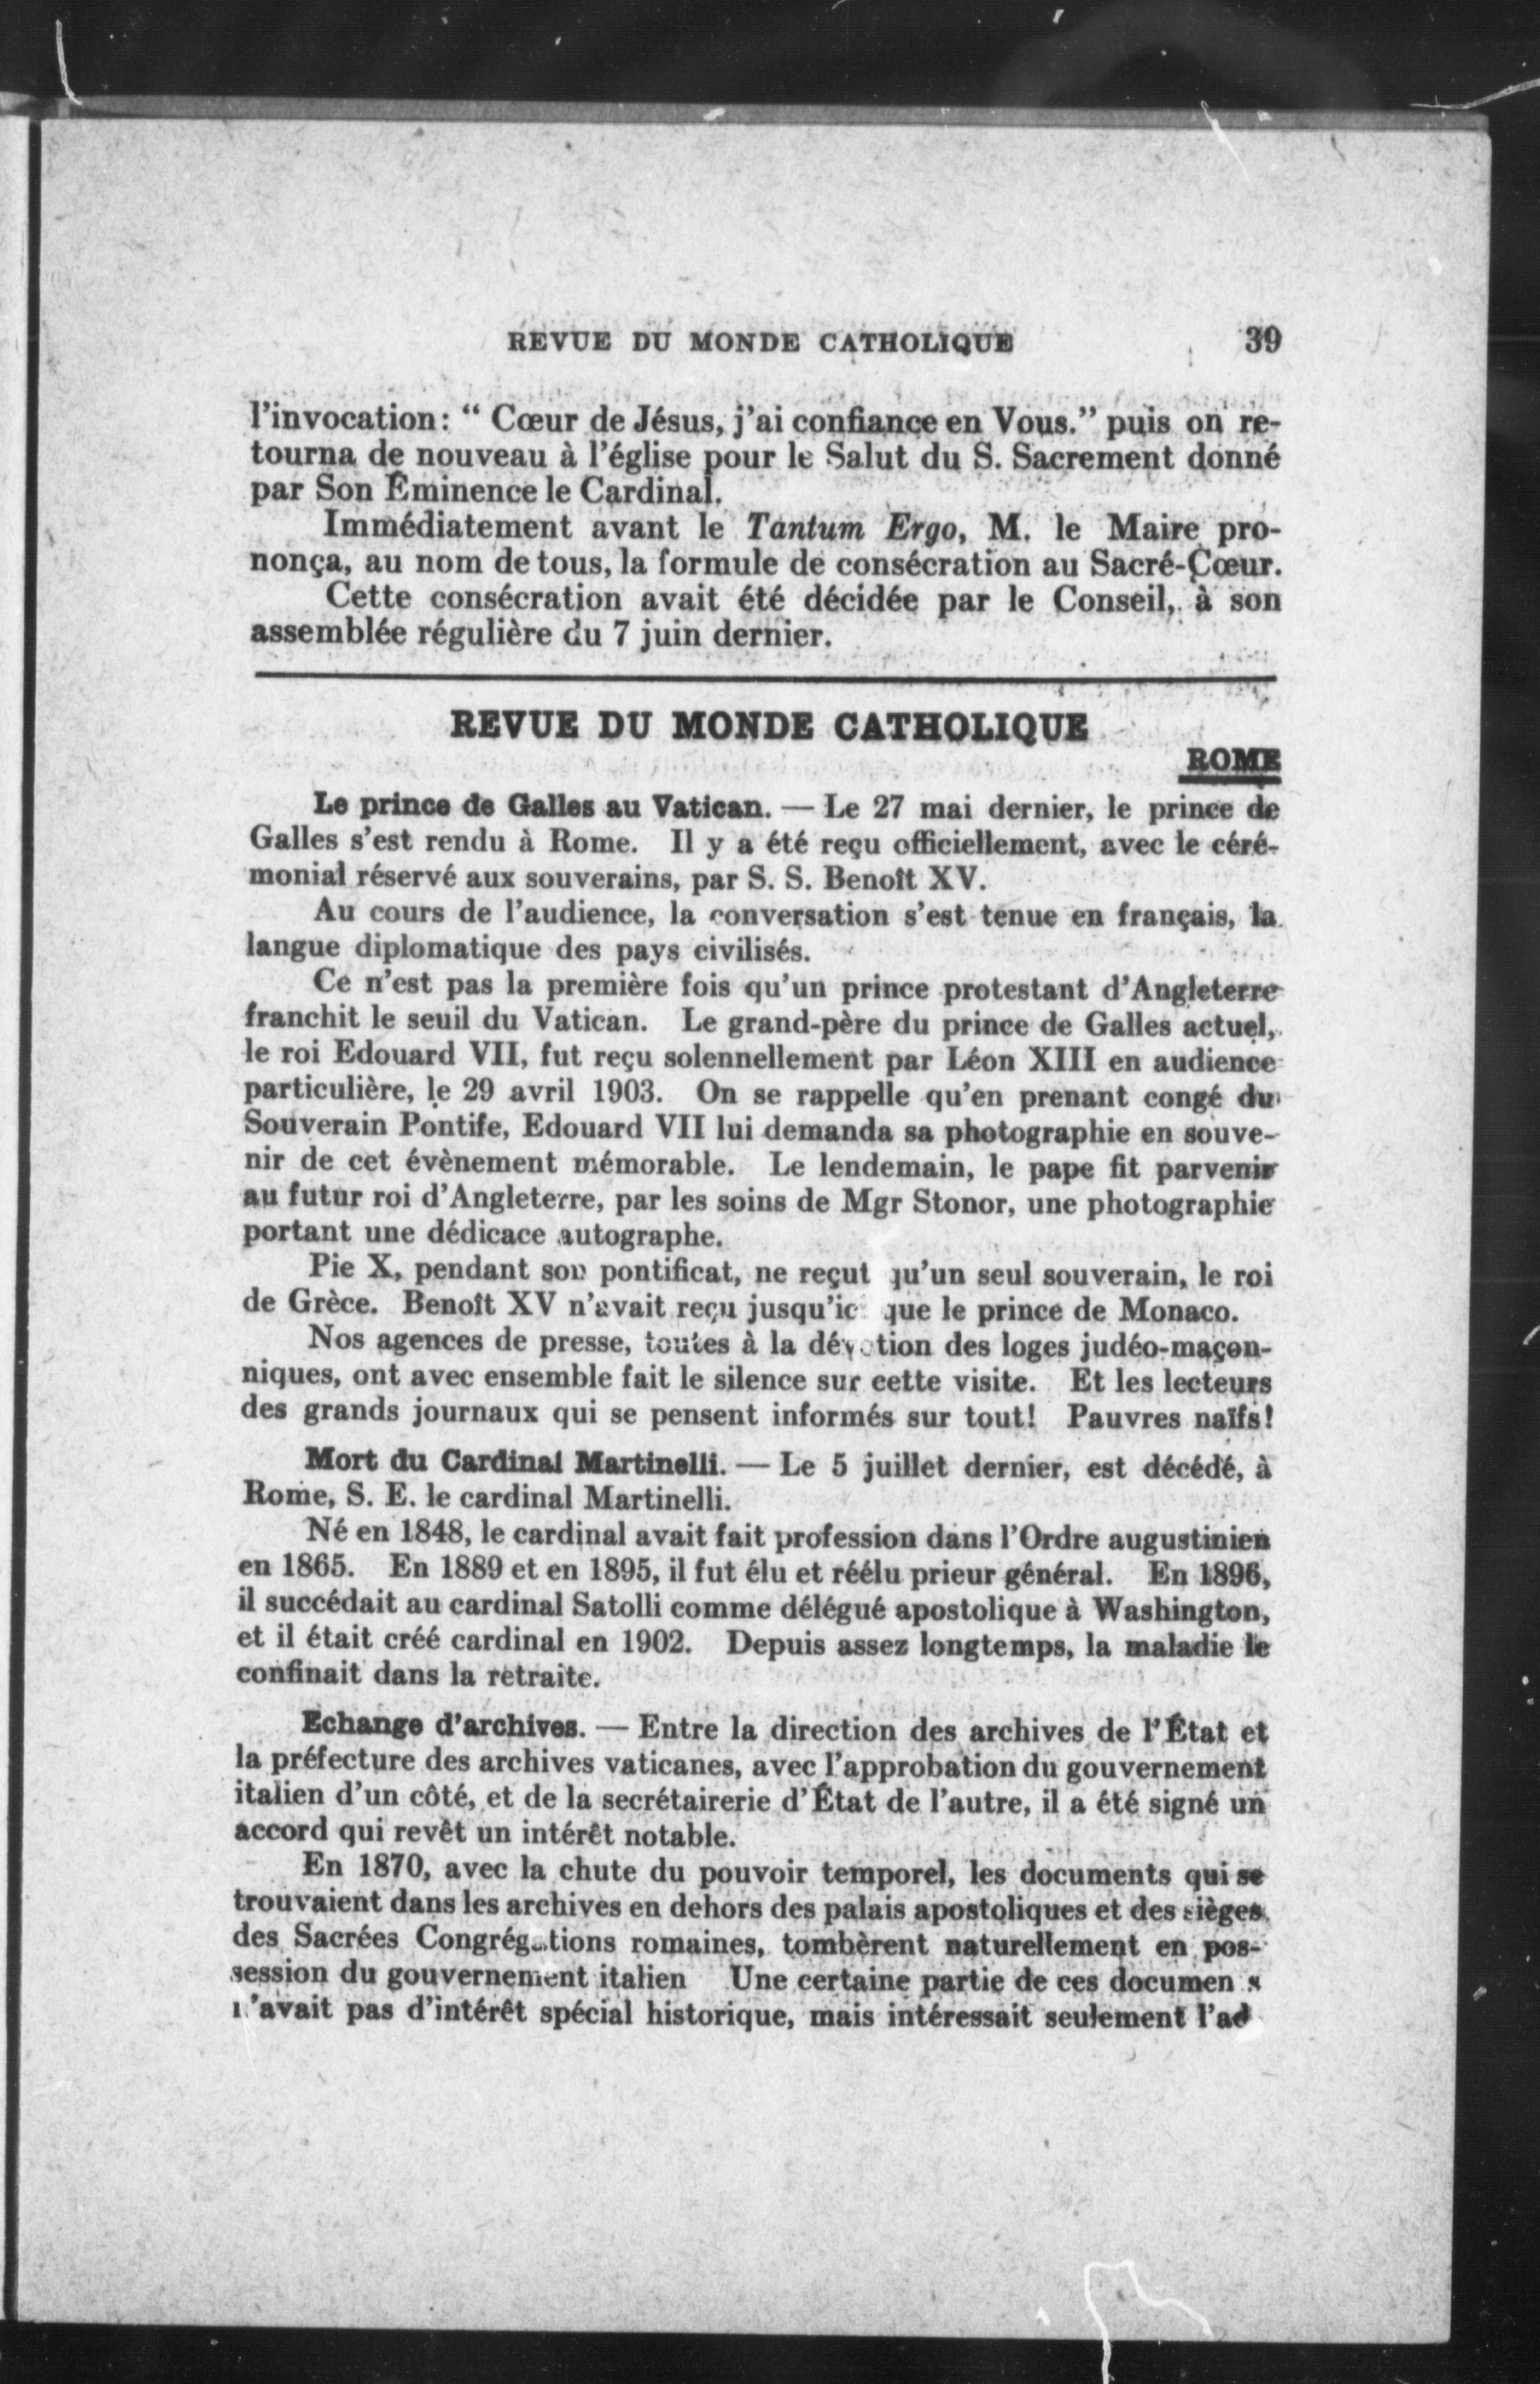 REVUE DU MONDE CATHOLIQUE 39
l'invocation: “ Cœur de Jésus, j'ai confiance en Vous.” puis on re-
tourna de nouveau à l'église pour le Salut du S. Sacrement donné
par Son Éminence le Cardinal.
Immédiatement avant le Tantum Ergo, M. le Maire pro-
nonça, au nom de tous, la formule de consécration au Sacré-Cœur.
Cette consécration avait été décidée par le Conseil, à son
assemblée régulière du 7 juin dernier.
REVUE DU MONDE CATHOLIQUE
ROME
Le prince de Galles au Vatican. — Le 27 mai dernier, le prince de
Galles s'est rendu à Rome. Il y a été reçu officiellement, avec le céré-
monial réservé aux souverains, par S. S. Benoît XV.
Au cours de l'audience, la conversation s'est tenue en français, la
langue diplomatique des pays civilisés.
Ce n'est pas la première fois qu'un prince protestant d'Angleterre
franchit le seuil du Vatican. Le grand-père du prince de Galles actuel,
le roi Edouard VII, fut reçu solennellement par Léon XIII en audience
particulière, le 29 avril 1903. On se rappelle qu'en prenant congé du
Souverain Pontife, Edouard VII lui demanda sa photographie en souve-
nir de cet évènement mémorable. Le lendemain, le pape fit parvenir
au futur roi d'Angleterre, par les soins de Mgr Stonor, une photographie
portant une dédicace autographe.
Pie X, pendant son pontificat, ne reçut qu'un seul souverain, le roi
de Grèce. Benoît XV n'avait reçu jusqu'ici que le prince de Monaco.
Nos agences de presse, toutes à la dévotion des loges judéo-maçon-
niques, ont avec ensemble fait le silence sur cette visite. Et les lecteurs
des grands journaux qui se pensent informés sur tout! Pauvres naïfs!
Mort du Cardinal Martinelli. — Le 5 juillet dernier, est décédé, à
Rome, S. E. le cardinal Martinelli.
Né en 1848, le cardinal avait fait profession dans l'Ordre augustinien
en 1865. En 1889 et en 1895, il fut élu et réélu prieur général. En 1896,
il succédait au cardinal Satolli comme délégué apostolique à Washington,
et il était créé cardinal en 1902. Depuis assez longtemps, la maladie le
confinait dans la retraite.
Echange d'archives. — Entre la direction des archives de l'État et
la préfecture des archives vaticanes, avec l'approbation du gouvernement
italien d'un côté, et de la secrétairerie d'État de l'autre, il a été signé un
accord qui revêt un intérêt notable.
En 1870, avec la chute du pouvoir temporel, les documents qui se
trouvaient dans les archives en dehors des palais apostoliques et des sièges
des Sacrées Congrégations romaines, tombèrent naturellement en pos-
session du gouvernement italien Une certaine partie de ces documen s
n'avait pas d'intérêt spécial historique, mais intéressait seulement l'ad